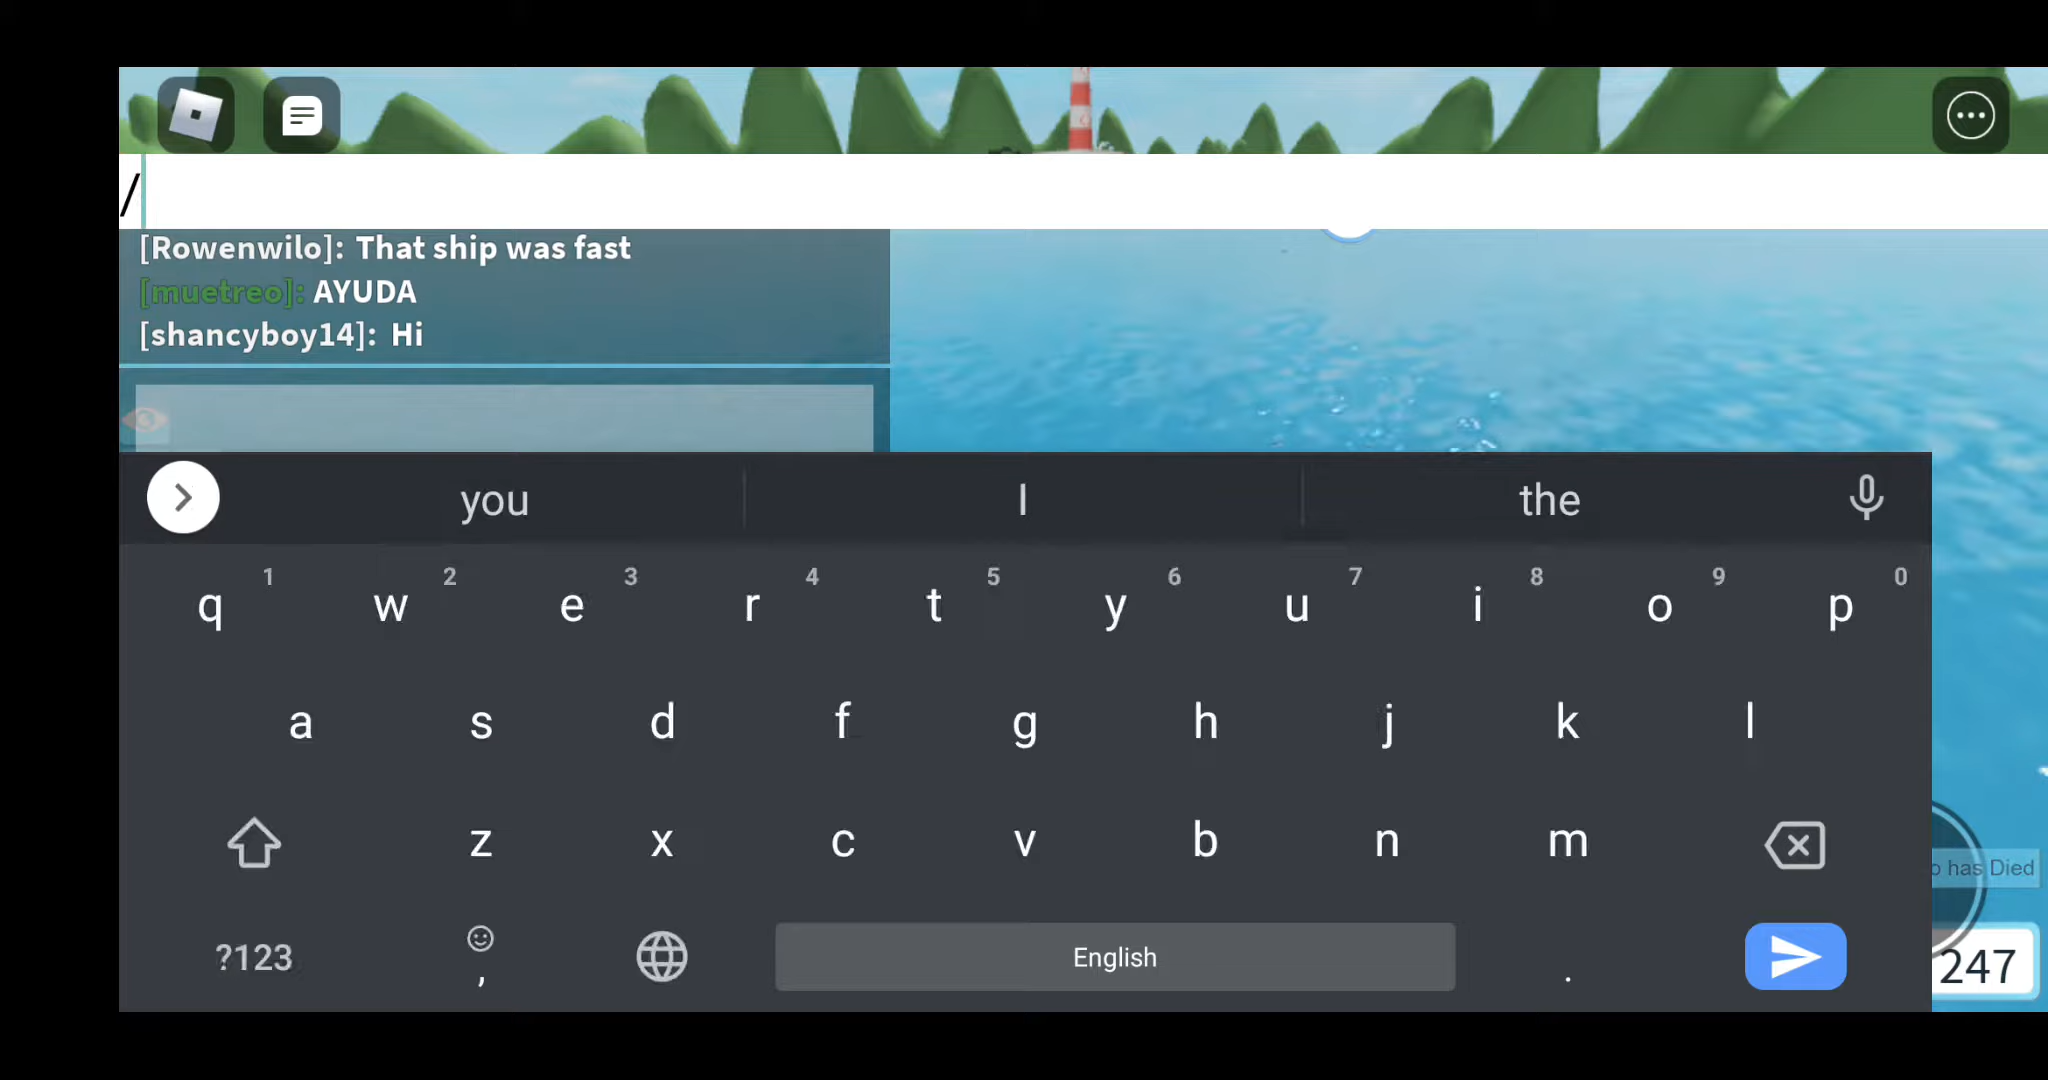 /
[Rowenwilo]: That ship was fast
[muetreo]: AYUDA
[shancyboy14]: Hi
you I the
1 2 3 4 5 6 7 8 9 0
q w e r t y u i o p
a s d f g h j k l
z x c v b n m
has Died
?123 , English .
247